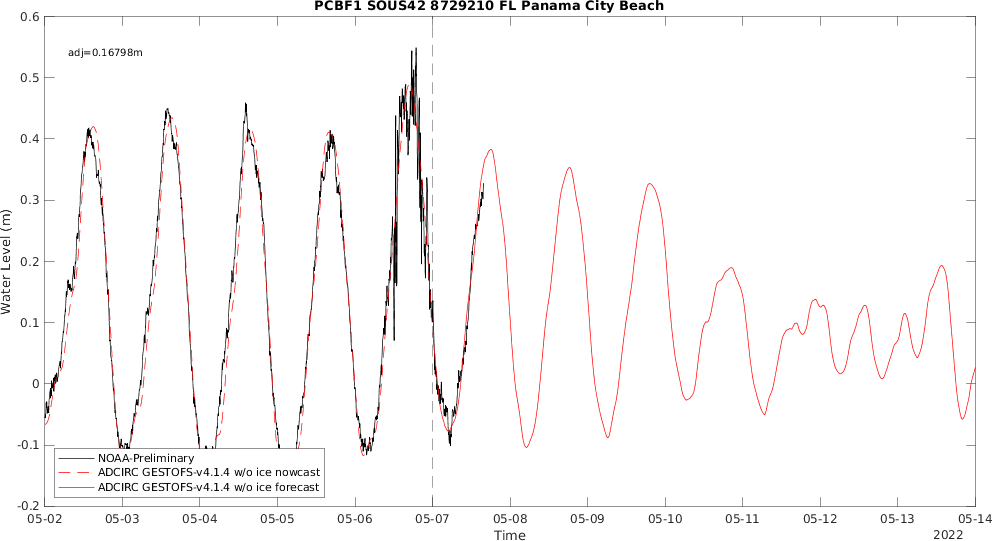 PCBF1 SOUS42 8729210 FL Panama City Beach
adj=0.16798m
0.6
0.5
0.4
0.3
0.2
0.1
0
-0.1
-0.2
Water Level (m)
NOAA-Preliminary
ADCIRC GESTOFS-v4.1.4 w/o ice nowcast
ADCIRC GESTOFS-v4.1.4 w/o ice forecast
05-02 05-03 05-04 05-05 05-06 05-07 05-08 05-09 05-10 05-11 05-12 05-13 05-14
Time
2022